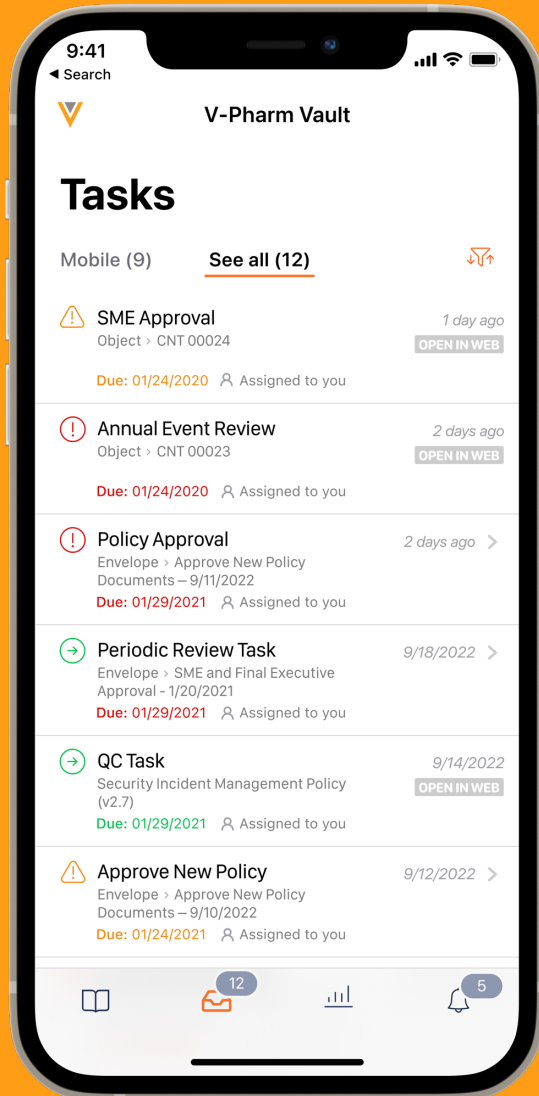 9:41
◀ Search
V-Pharm Vault
Tasks
Mobile (9) See all (12)
SME Approval 1 day ago
Object > CNT 00024 OPEN IN WEB
Due: 01/24/2020 Assigned to you
Annual Event Review 2 days ago
Object > CNT 00023 OPEN IN WEB
Due: 01/24/2020 Assigned to you
Policy Approval 2 days ago
Envelope > Approve New Policy
Documents – 9/11/2022
Due: 01/29/2021 Assigned to you
Periodic Review Task 9/18/2022
Envelope > SME and Final Executive
Approval - 1/20/2021
Due: 01/29/2021 Assigned to you
QC Task 9/14/2022
Security Incident Management Policy OPEN IN WEB
(v2.7)
Due: 01/29/2021 Assigned to you
Approve New Policy 9/12/2022
Envelope > Approve New Policy
Documents – 9/10/2022
Due: 01/24/2021 Assigned to you
12 5